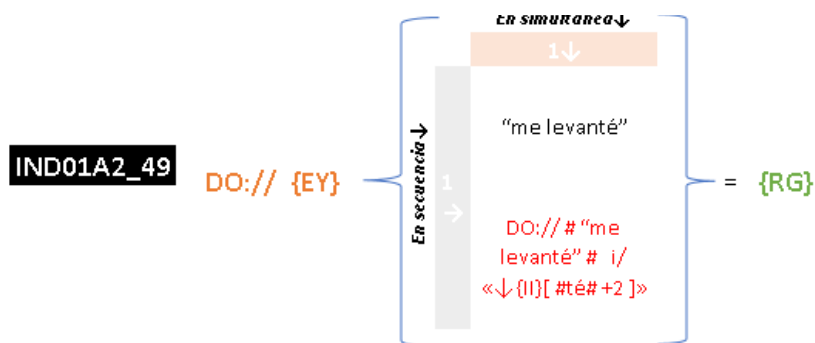 En simultánea↓
1↓
"me levanté"
IND01A2_49
DO:// {EY}
En secuencia↓
1
→
= {RG}
DO:// # "me
levanté" # i/
«↓{II}[ #té# +2 ]»